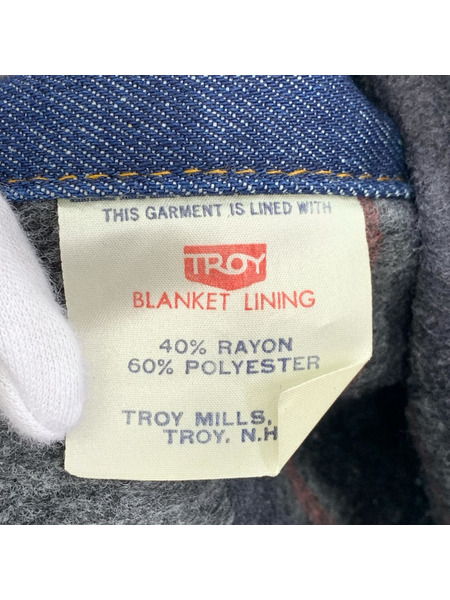 THIS GARMENT IS LINED WITH
TROY
BLANKET LINING
40% RAYON
60% POLYESTER
TROY MILLS,
TROY, N.H